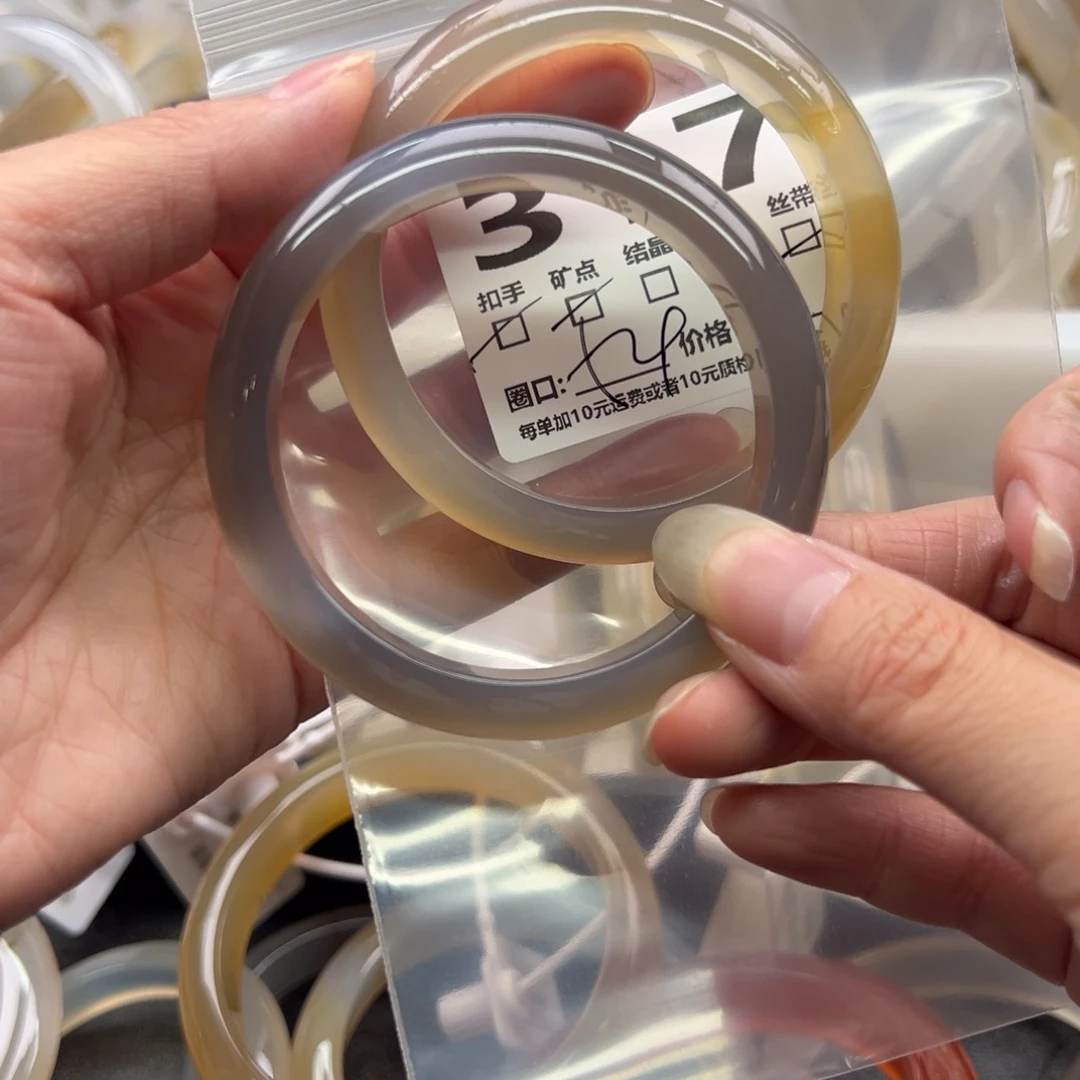 3 7
扣手 矿点 结晶 丝带
圈口: 价格
每单加10元运费或者10元质检